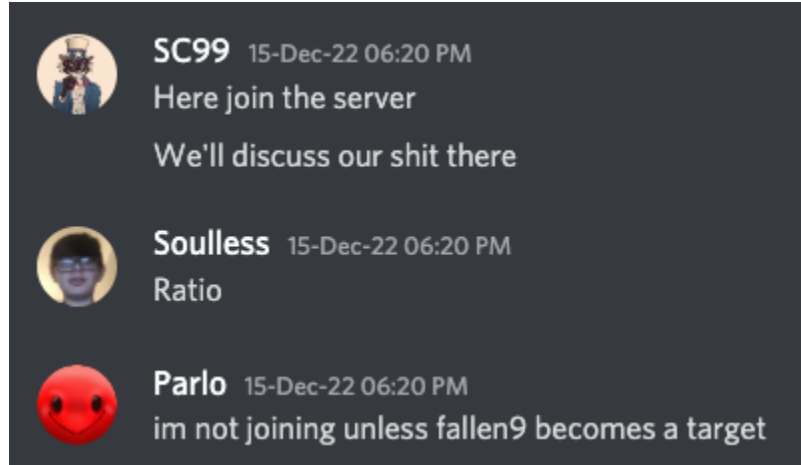 SC99 15-Dec-22 06:20 PM
Here join the server
We'll discuss our shit there
Soulless 15-Dec-22 06:20 PM
Ratio
Parlo 15-Dec-22 06:20 PM
im not joining unless fallen9 becomes a target